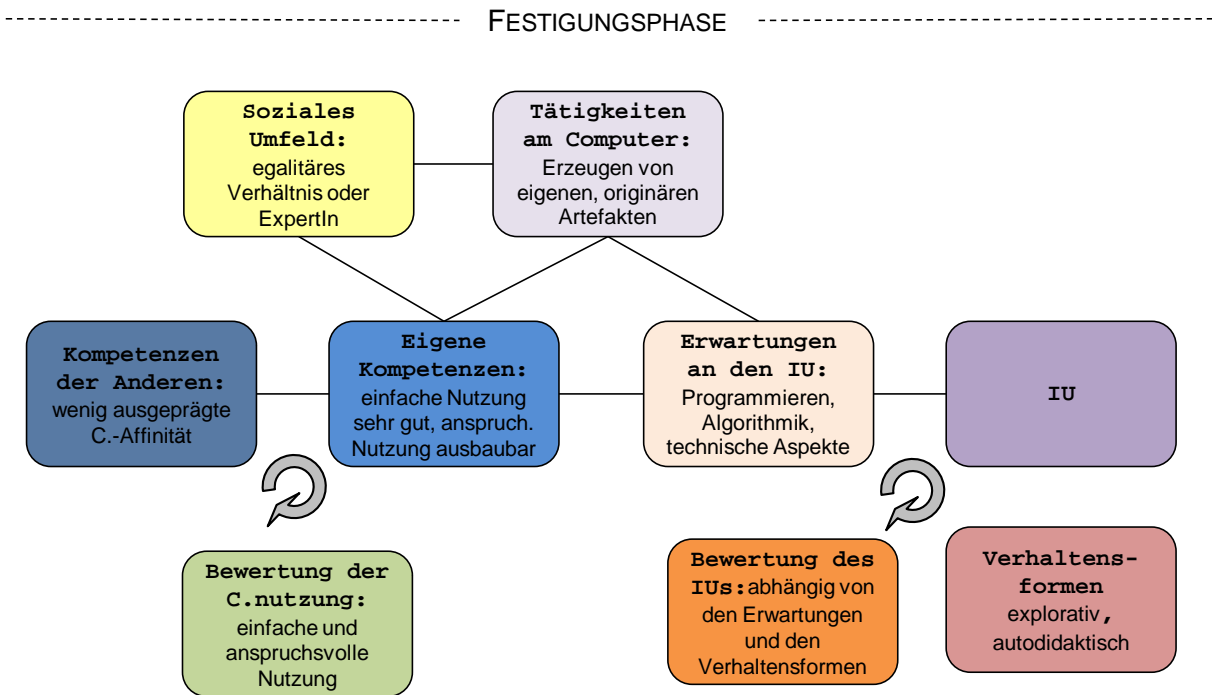 FESTIGUNGSPHASE
Soziales
Umfeld:
egalitäres
Verhältnis oder
ExpertIn
Tätigkeiten
am Computer:
Erzeugen von
eigenen, originären
Artefakten
Kompetenzen
der Anderen:
wenig ausgeprägte
C.-Affinität
Eigene
Kompetenzen:
einfache Nutzung
sehr gut, anspruch.
Nutzung ausbaubar
Erwartungen
an den IU:
Programmieren,
Algorithmik,
technische Aspekte
IU
Bewertung der
C.nutzung:
einfache und
anspruchsvolle
Nutzung
Bewertung des
IUs:abhängig von
den Erwartungen
und den
Verhaltensformen
Verhaltens-
formen
explorativ,
autodidaktisch